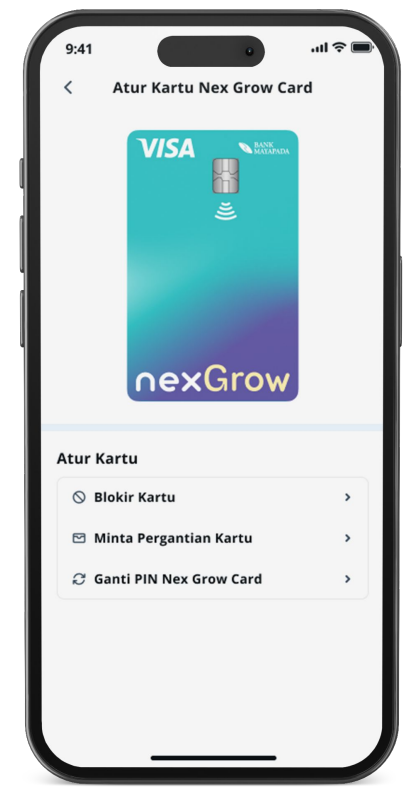 9:41
Atur Kartu Nex Grow Card
VISA
BANK
MAYAPADA
nexGrow
Atur Kartu
Blokir Kartu
Minta Pergantian Kartu
Ganti PIN Nex Grow Card